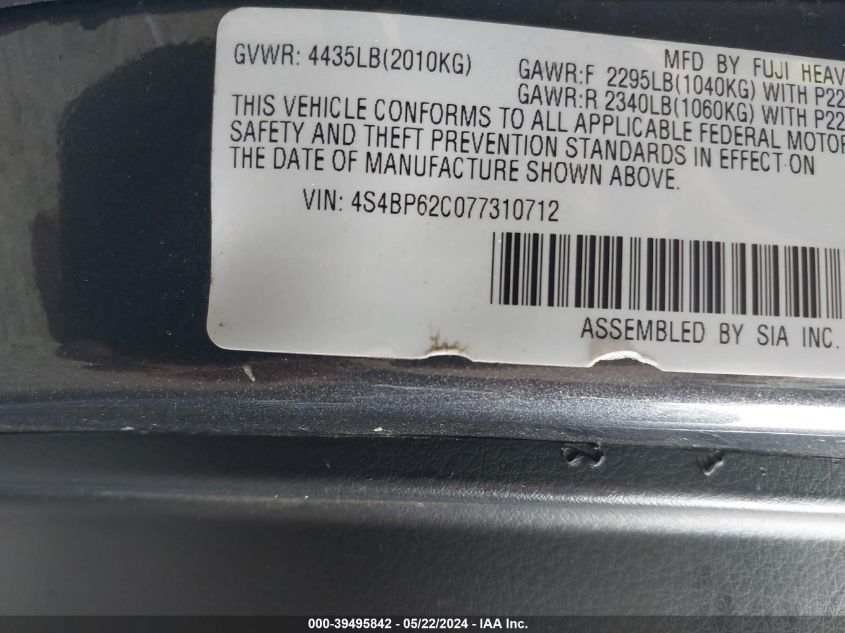 MFD BY FUJI HEAV
GVWR: 4435LB(2010KG)
GAWR:F 2295LB(1040KG) WITH P22
GAWR:R 2340LB(1060KG) WITH P22
THIS VEHICLE CONFORMS TO ALL APPLICABLE FEDERAL MOTOR
SAFETY AND THEFT PREVENTION STANDARDS IN EFFECT ON
THE DATE OF MANUFACTURE SHOWN ABOVE.
VIN: 4S4BP62C077310712
ASSEMBLED BY SIA INC.
000-39495842 - 05/22/2024 - IAA Inc.